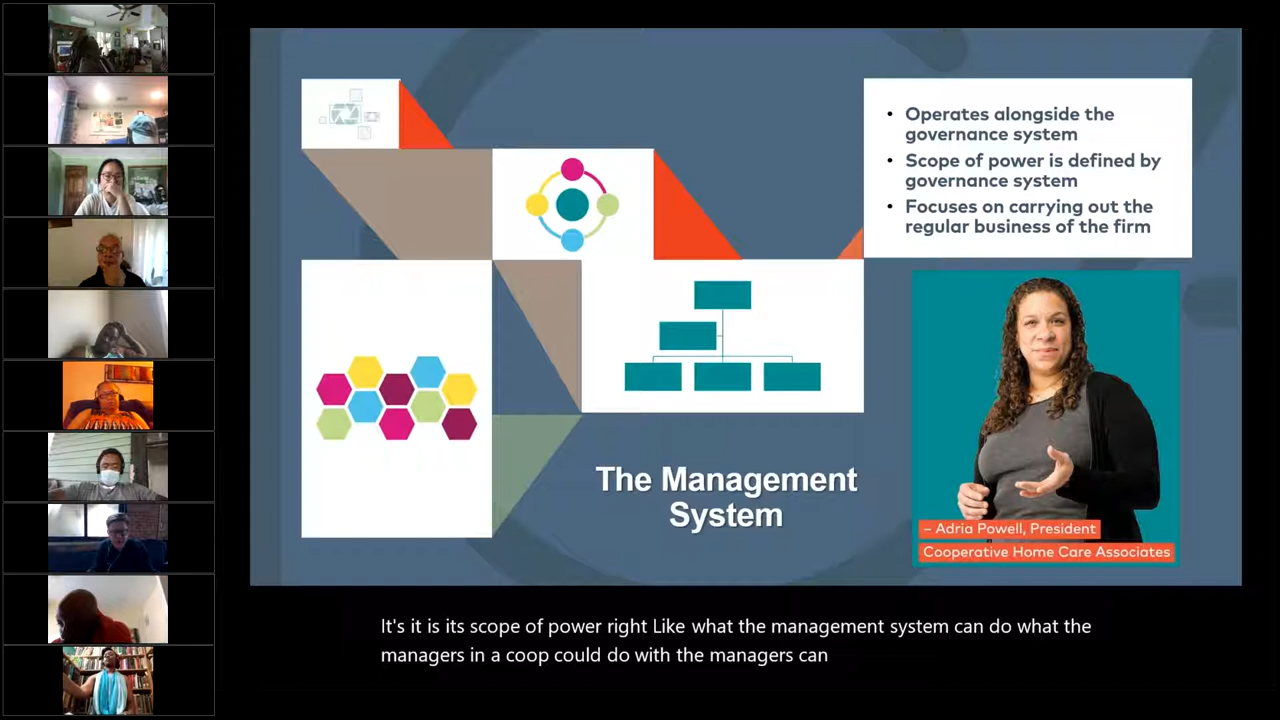 • Operates alongside the
governance system
• Scope of power is defined by
governance system
• Focuses on carrying out the
regular business of the firm
The Management
System
– Adria Powell, President
Cooperative Home Care Associates
It's it is its scope of power right Like what the management system can do what the
managers in a coop could do with the managers can